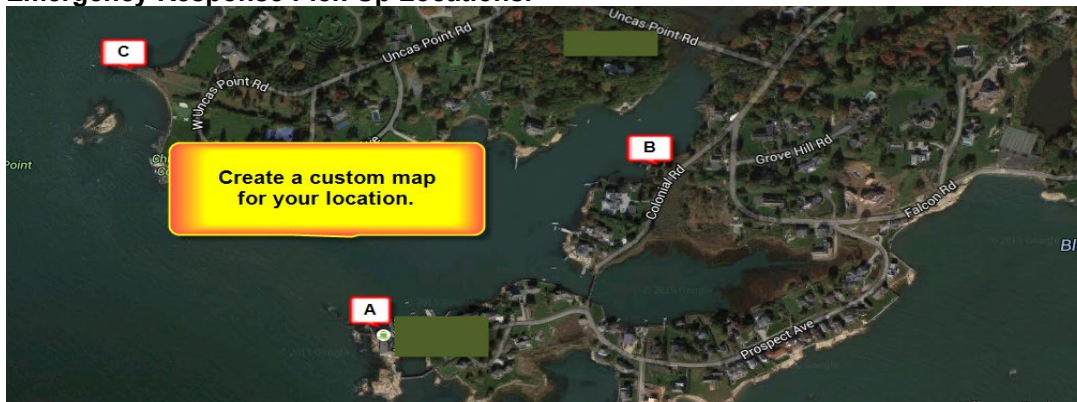 Emergency Response Pick Up Locations:
C
Uncas Point Rd
Uncas Point Rd
W Uncas Point Rd
B
Grove Hill Rd
Point
Create a custom map
for your location.
Colonial Rd
Falcon Rd
A
Prospect Ave